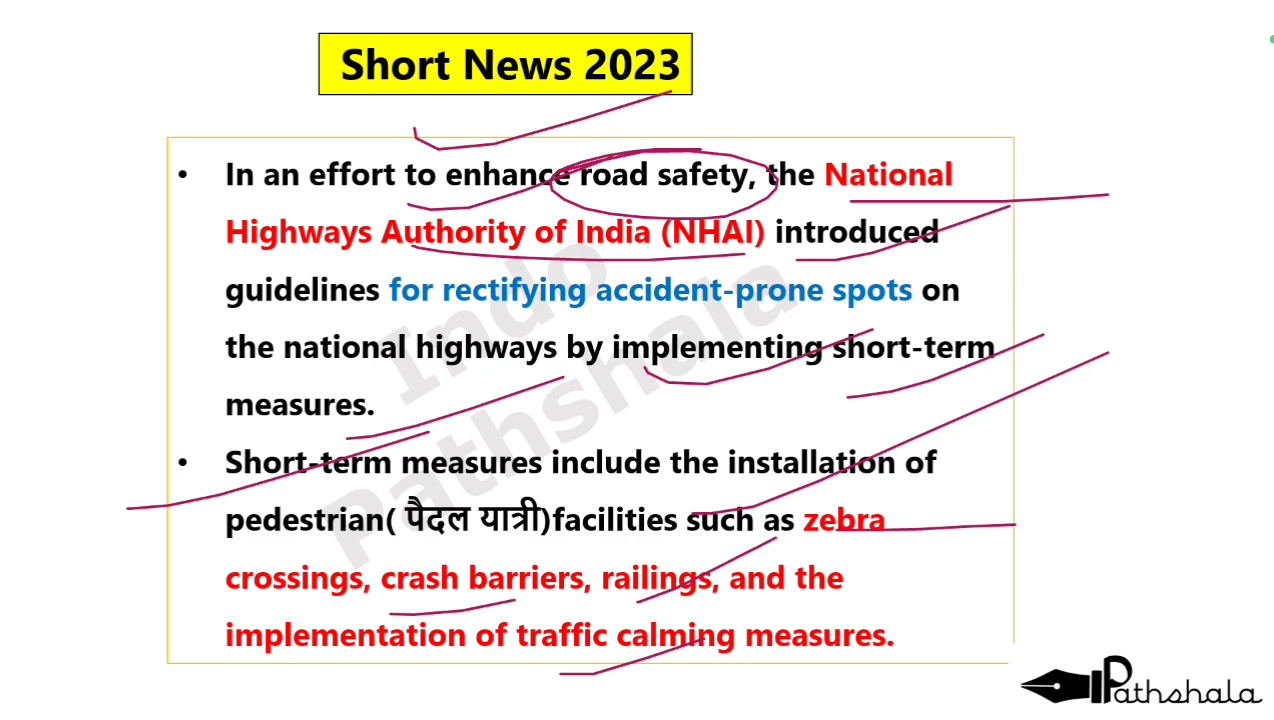 Short News 2023
• In an effort to enhance road safety, the National
Highways Authority of India (NHAI) introduced
guidelines for rectifying accident-prone spots on
the national highways by implementing short-term
measures.
• Short-term measures include the installation of
pedestrian( पैदल यात्री)facilities such as zebra
crossings, crash barriers, railings, and the
implementation of traffic calming measures.
Indo
Pathshala
Pathshala